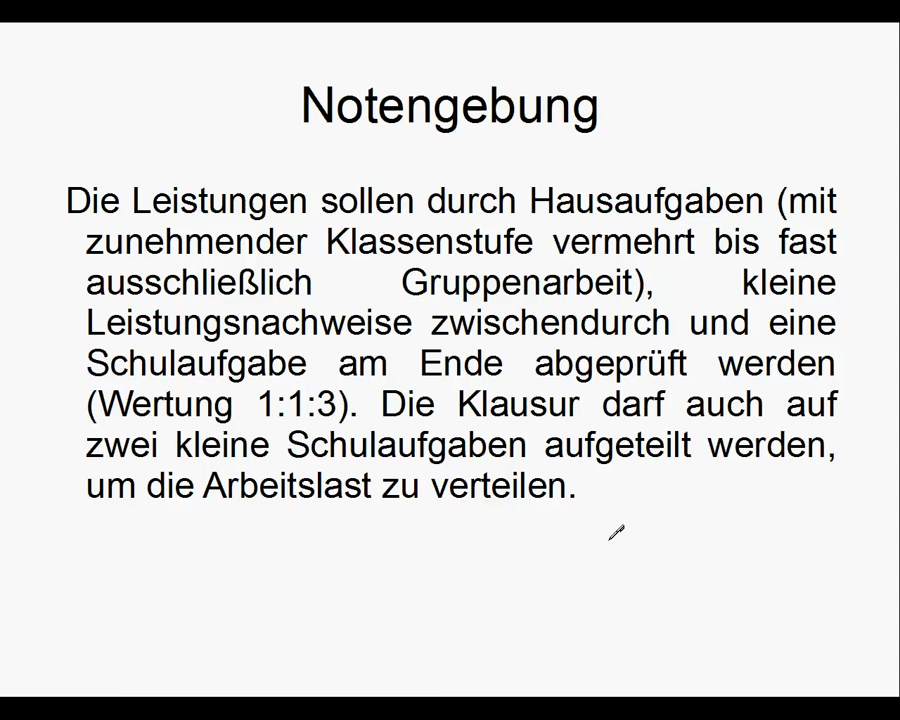 Notengebung
Die Leistungen sollen durch Hausaufgaben (mit
zunehmender Klassenstufe vermehrt bis fast
ausschließlich Gruppenarbeit), kleine
Leistungsnachweise zwischendurch und eine
Schulaufgabe am Ende abgeprüft werden
(Wertung 1:1:3). Die Klausur darf auch auf
zwei kleine Schulaufgaben aufgeteilt werden,
um die Arbeitslast zu verteilen.